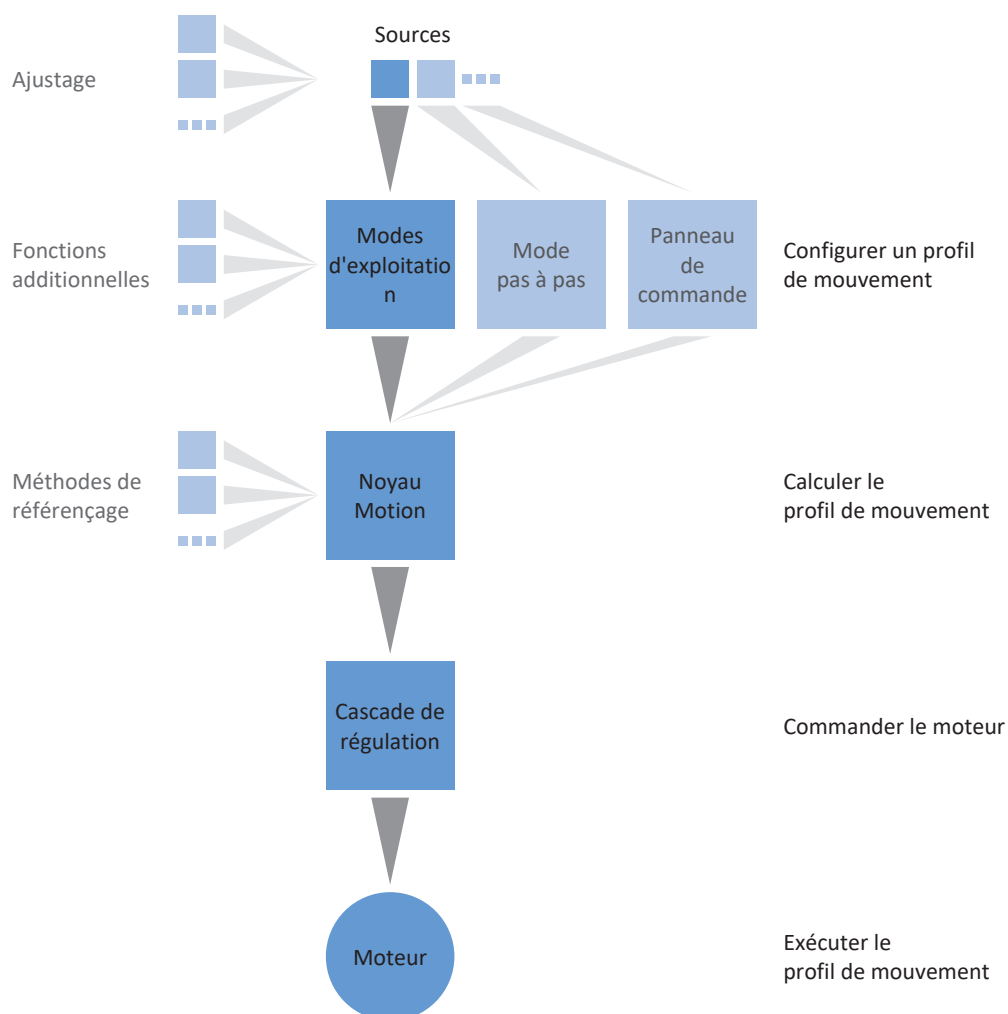 Sources
Ajustage
Fonctions
additionnelles
Modes
d'exploitatio
n
Mode
pas à pas
Panneau
de
commande
Configurer un profil
de mouvement
Méthodes de
référençage
Noyau
Motion
Calculer le
profil de mouvement
Cascade de
régulation
Commander le moteur
Moteur
Exécuter le
profil de mouvement